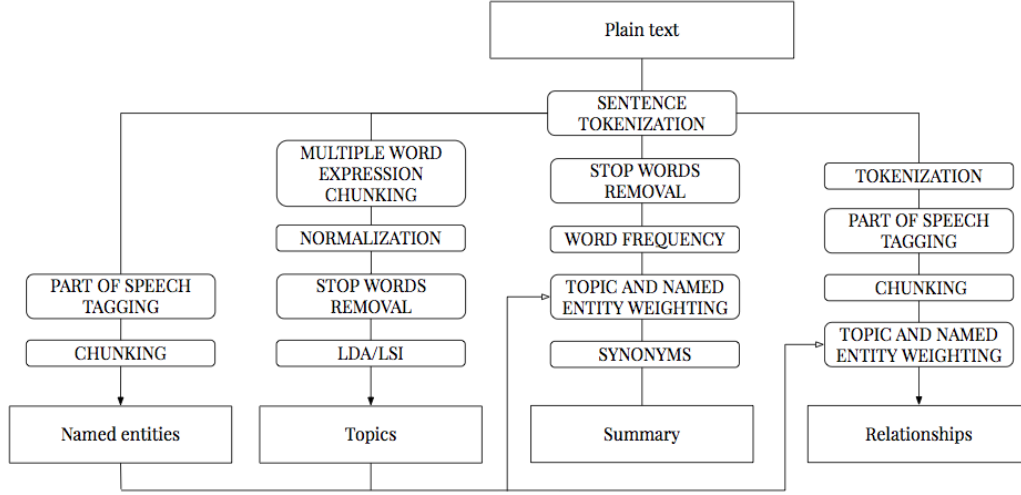 Plain text
SENTENCE
TOKENIZATION
PART OF SPEECH
TAGGING
CHUNKING
Named entities
MULTIPLE WORD
EXPRESSION
CHUNKING
NORMALIZATION
STOP WORDS
REMOVAL
LDA/LSI
Topics
STOP WORDS
REMOVAL
WORD FREQUENCY
TOPIC AND NAMED
ENTITY WEIGHTING
SYNONYMS
Summary
TOKENIZATION
PART OF SPEECH
TAGGING
CHUNKING
TOPIC AND NAMED
ENTITY WEIGHTING
Relationships